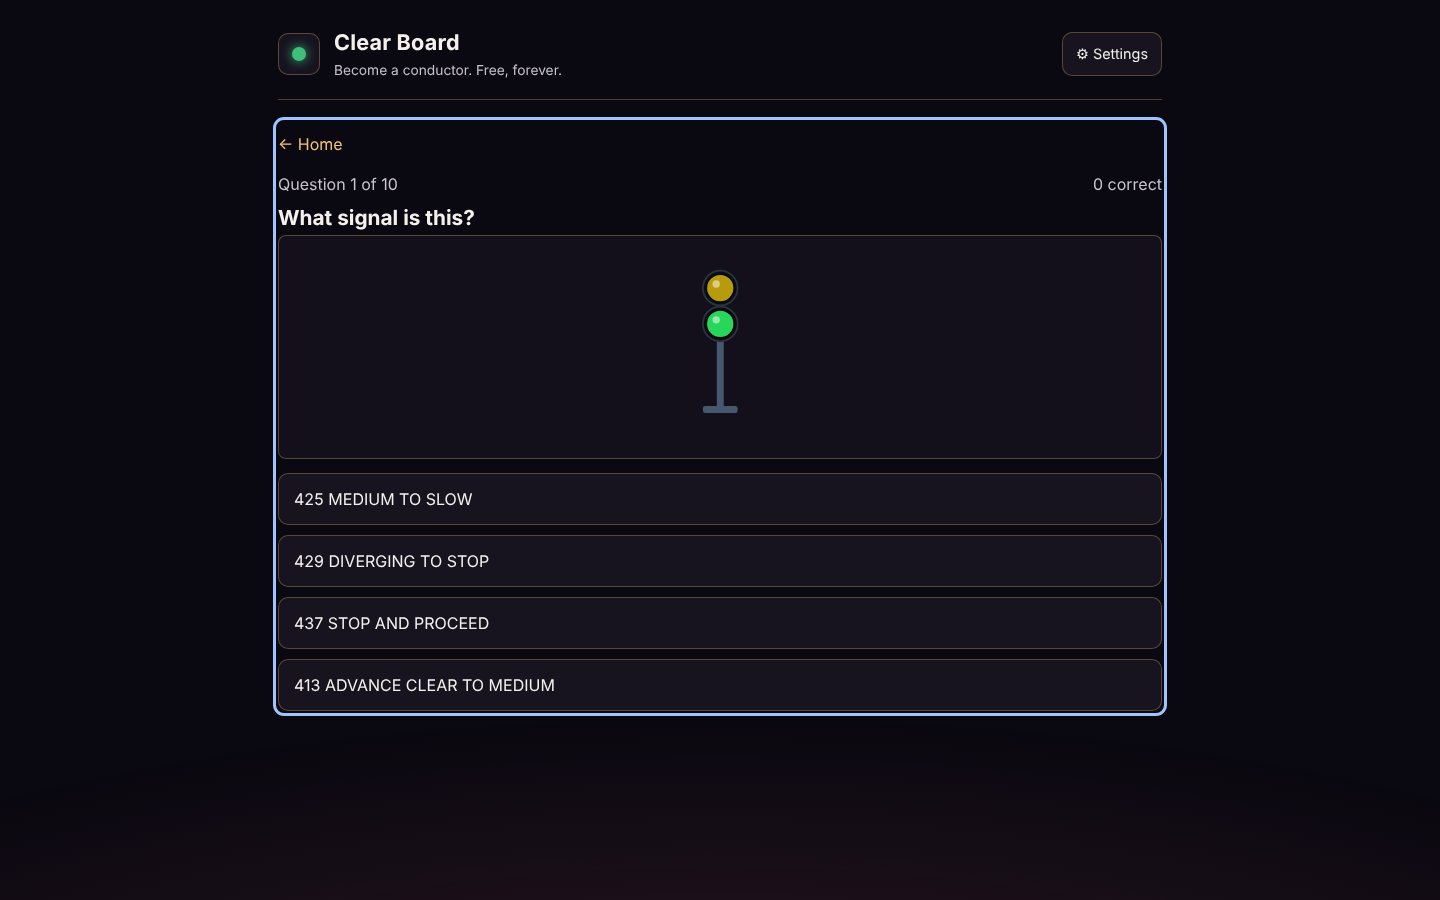 Clear Board
Become a conductor. Free, forever.
⚙ Settings
← Home
Question 1 of 10
0 correct
What signal is this?
425 MEDIUM TO SLOW
429 DIVERGING TO STOP
437 STOP AND PROCEED
413 ADVANCE CLEAR TO MEDIUM